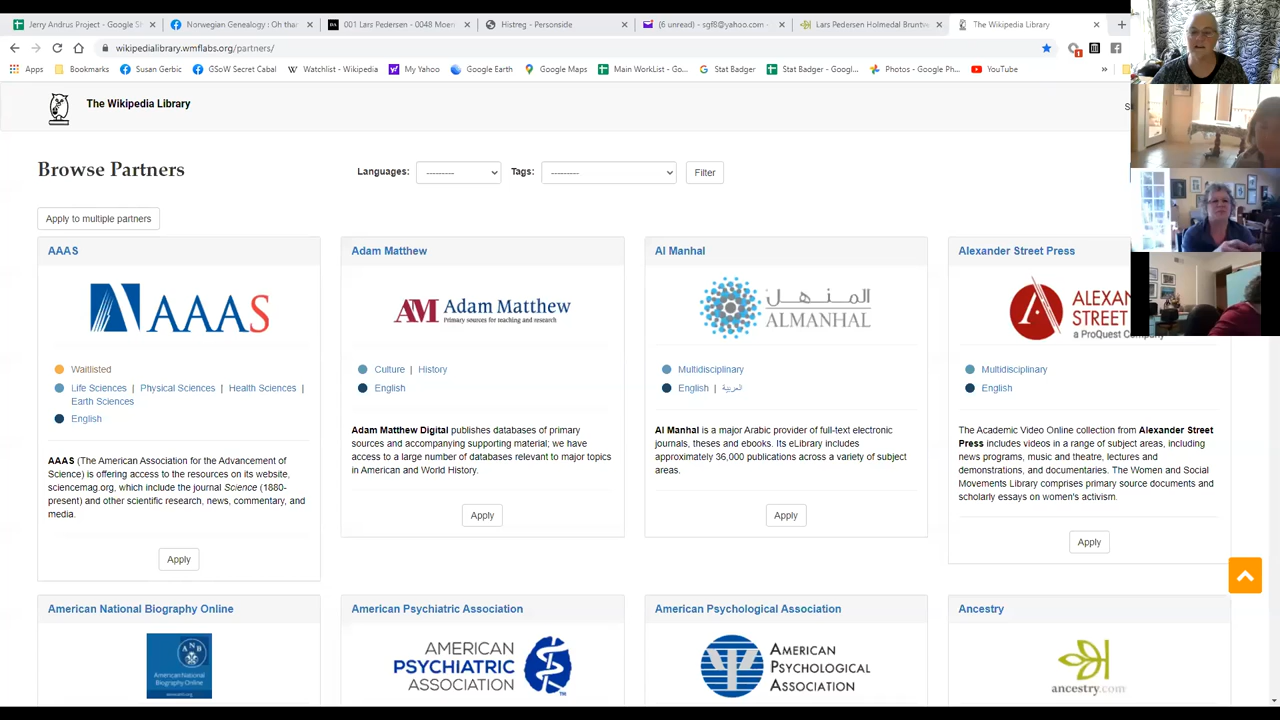 Jerry Andrus Project - Google Sh
Norwegian Genealogy : Oh than
001 Lars Pedersen - 0048 Moen
Histreg - Personside
(6 unread) - sgf8@yahoo.com -
Lars Pedersen Holmedal Bruntve
The Wikipedia Library
wikipedialibrary.wmflabs.org/partners/
Apps
Bookmarks
Susan Gerbic
GSoW Secret Cabal
Watchlist - Wikipedia
My Yahoo
Google Earth
Google Maps
Main WorkList - Go...
Stat Badger
Stat Badger - Googl...
Photos - Google Ph...
YouTube
The Wikipedia Library
Browse Partners
Languages:
---------
Tags:
---------
Filter
Apply to multiple partners
AAAS
AAAS
Waitlisted
Life Sciences | Physical Sciences | Health Sciences |
Earth Sciences
English
AAAS (The American Association for the Advancement of
Science) is offering access to the resources on its website,
sciencemag.org, which include the journal Science (1880-
present) and other scientific research, news, commentary, and
media.
Apply
Adam Matthew
AM Adam Matthew
Primary sources for teaching and research
Culture | History
English
Adam Matthew Digital publishes databases of primary
sources and accompanying supporting material; we have
access to a large number of databases relevant to major topics
in American and World History.
Apply
Al Manhal
المنهل
ALMANHAL
Multidisciplinary
English | العربية
Al Manhal is a major Arabic provider of full-text electronic
journals, theses and ebooks. Its eLibrary includes
approximately 36,000 publications across a variety of subject
areas.
Apply
Alexander Street Press
ALEXAN
STREET
a ProQuest Company
Multidisciplinary
English
The Academic Video Online collection from Alexander Street
Press includes videos in a range of subject areas, including
news programs, music and theatre, lectures and
demonstrations, and documentaries. The Women and Social
Movements Library comprises primary source documents and
scholarly essays on women's activism.
Apply
American National Biography Online
ANB
American National
Biography Online
www.anb.org
American Psychiatric Association
AMERICAN
PSYCHIATRIC
ASSOCIATION
American Psychological Association
AMERICAN
PSYCHOLOGICAL
ASSOCIATION
Ancestry
ancestry.com